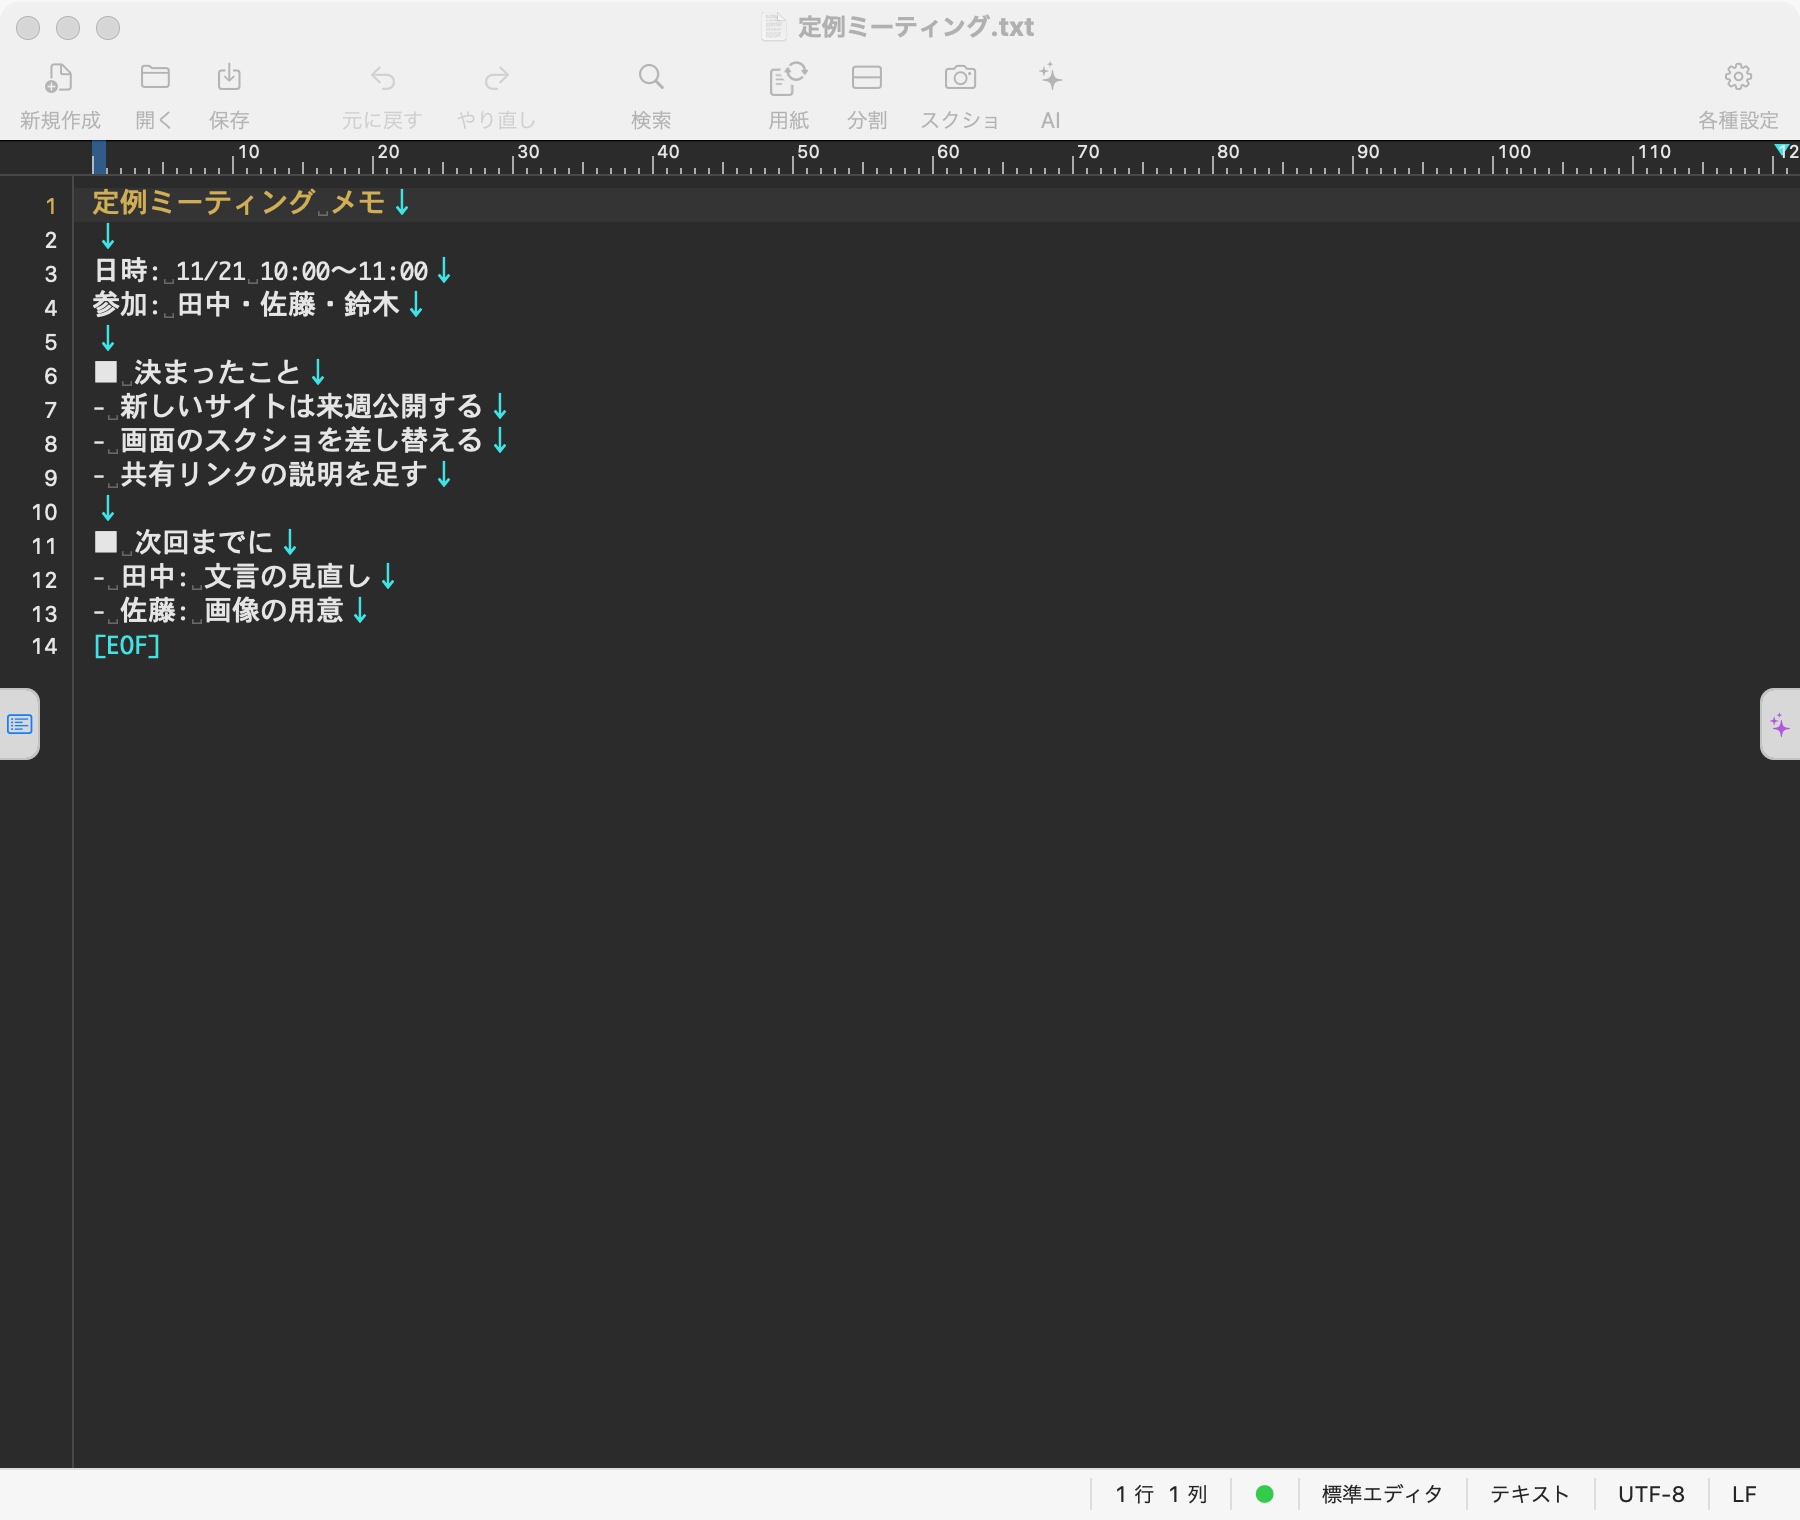 定例ミーティング.txt
新規作成 開く 保存 元に戻す やり直し 検索 用紙 分割 スクショ AI 各種設定
10 20 30 40 50 60 70 80 90 100 110 12
1 定例ミーティング␣メモ↓
2 ↓
3 日時:␣11/21␣10:00〜11:00↓
4 参加:␣田中・佐藤・鈴木↓
5 ↓
6 ■␣決まったこと↓
7 -␣新しいサイトは来週公開する↓
8 -␣画面のスクショを差し替える↓
9 -␣共有リンクの説明を足す↓
10 ↓
11 ■␣次回までに↓
12 -␣田中:␣文言の見直し↓
13 -␣佐藤:␣画像の用意↓
14 [EOF]
1 行 1 列 標準エディタ テキスト UTF-8 LF